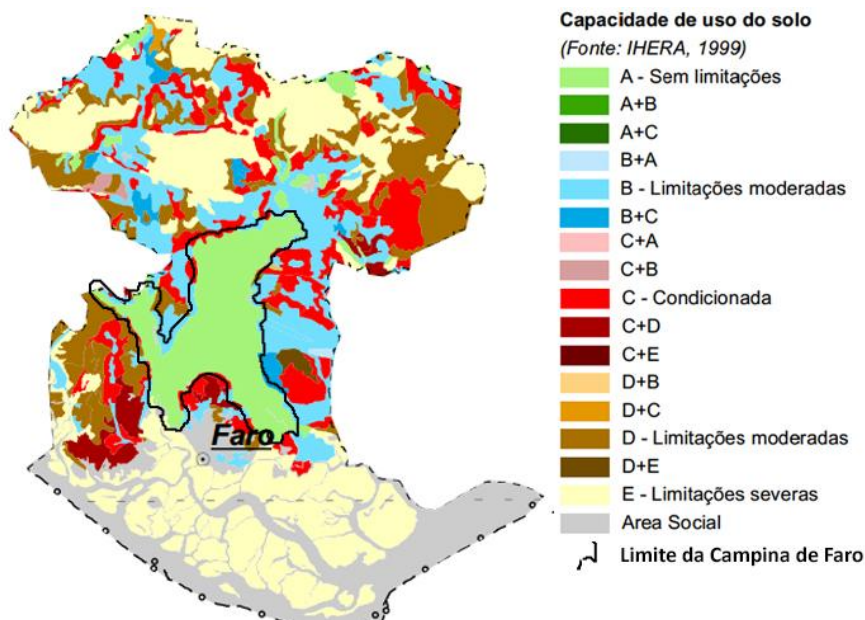 Capacidade de uso do solo
(Fonte: IHERA, 1999)
A - Sem limitações
A+B
A+C
B+A
B - Limitações moderadas
B+C
C+A
C+B
C - Condicionada
C+D
C+E
D+B
D+C
D - Limitações moderadas
D+E
E - Limitações severas
Area Social
Limite da Campina de Faro
Faro